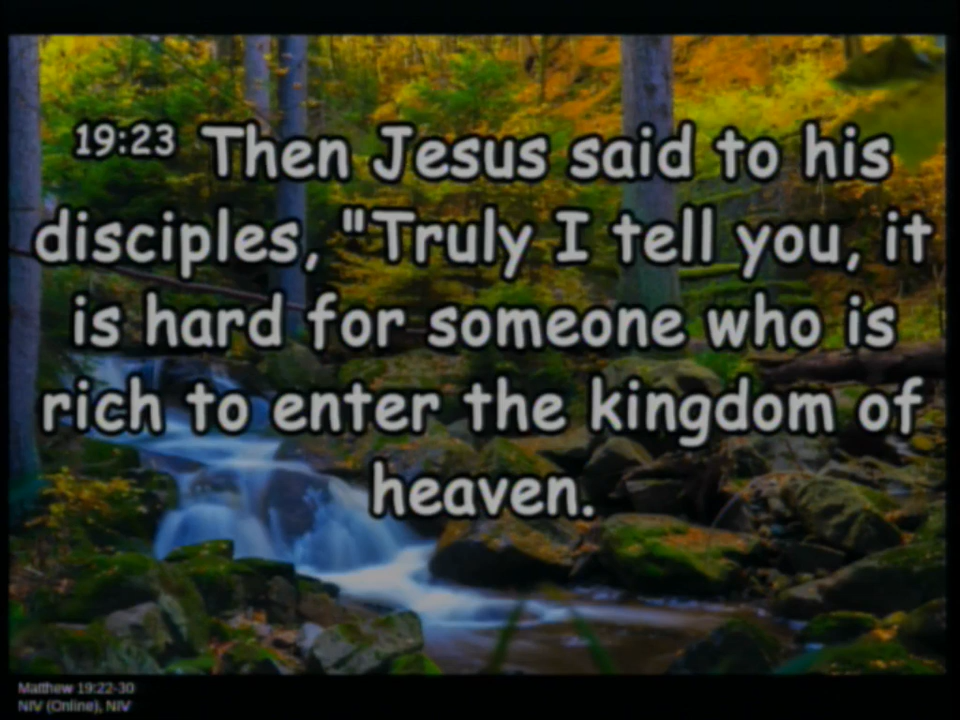 19:23 Then Jesus said to his
disciples, "Truly I tell you, it
is hard for someone who is
rich to enter the kingdom of
heaven.
Matthew 19:22-30
NIV (Online), NIV